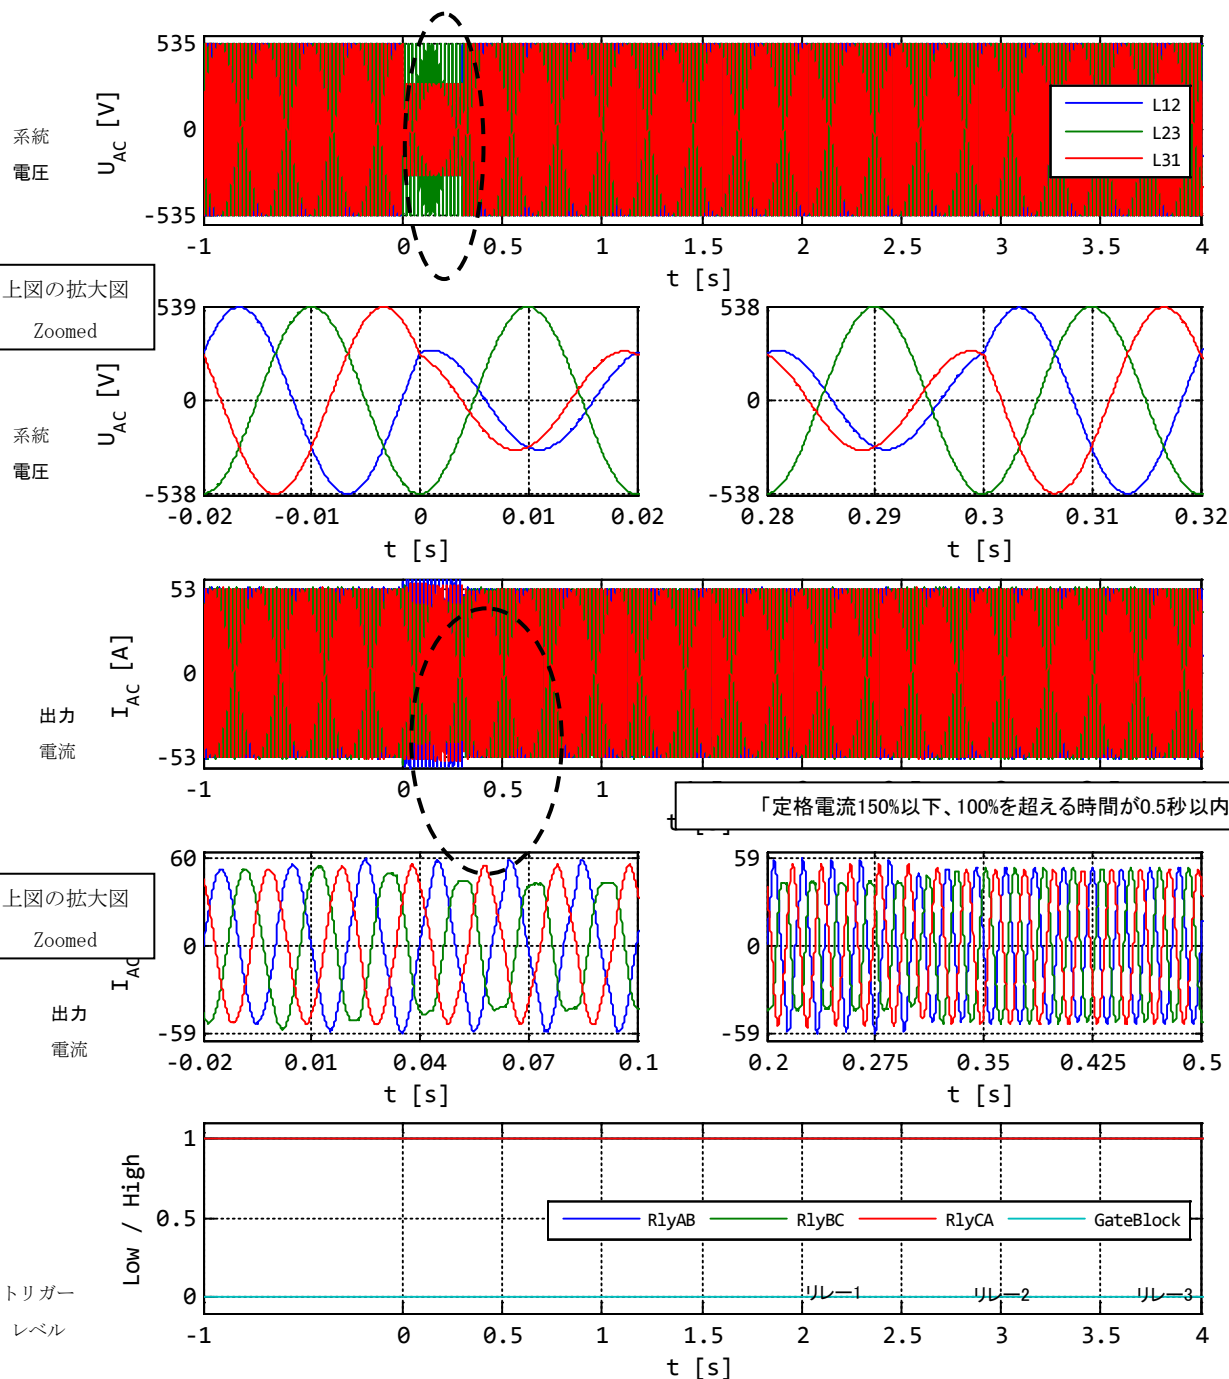 535
0
-535
U_AC [V]
系統
電圧
L12
L23
L31
-1
0
0.5
1
1.5
2
2.5
3
3.5
4
t [s]
上図の拡大図
Zoomed
539
0
-538
U_AC [V]
系統
電圧
-0.02
-0.01
0
0.01
0.02
t [s]
538
0
-538
0.28
0.29
0.3
0.31
0.32
t [s]
53
0
-53
I_AC [A]
出力
電流
-1
0
0.5
1
「定格電流150%以下、100%を超える時間が0.5秒以内
上図の拡大図
Zoomed
60
0
-59
出力
電流
-0.02
0.01
0.04
0.07
0.1
t [s]
59
0
-59
0.2
0.275
0.35
0.425
0.5
t [s]
1
0.5
0
Low / High
トリガー
レベル
RlyAB
RlyBC
RlyCA
GateBlock
リレー1
リレー2
リレー3
-1
0
0.5
1
1.5
2
2.5
3
3.5
4
t [s]